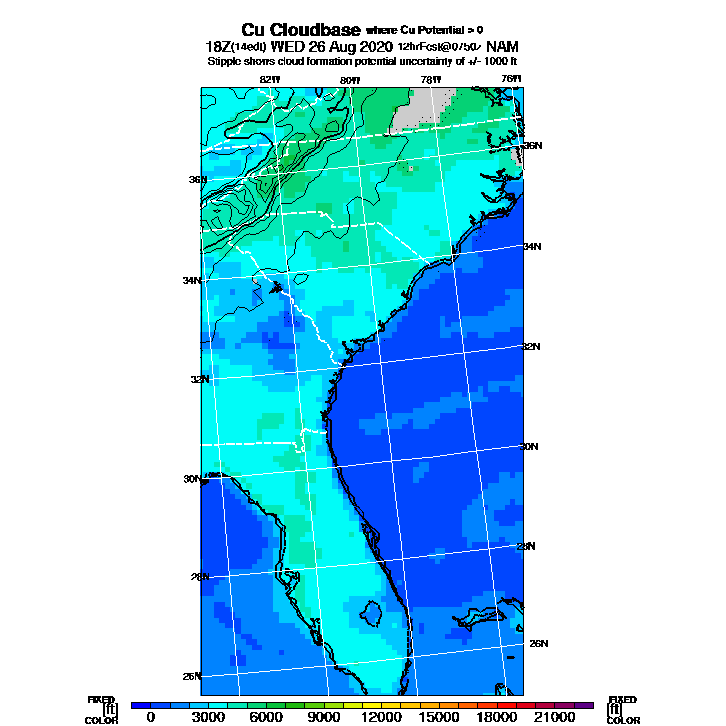 Cu Cloudbase where Cu Potential > 0
18Z(14edt) WED 26 Aug 2020 12hrFcst@0750z NAM
Stipple shows cloud formation potential uncertainty of +/- 1000 ft
82W 80W 78W 76W
36N
36N
34N
34N
32N
32N
30N
30N
28N
28N
26N
26N
FIXED
[ft]
COLOR
0 3000 6000 9000 12000 15000 18000 21000
FIXED
[ft]
COLOR